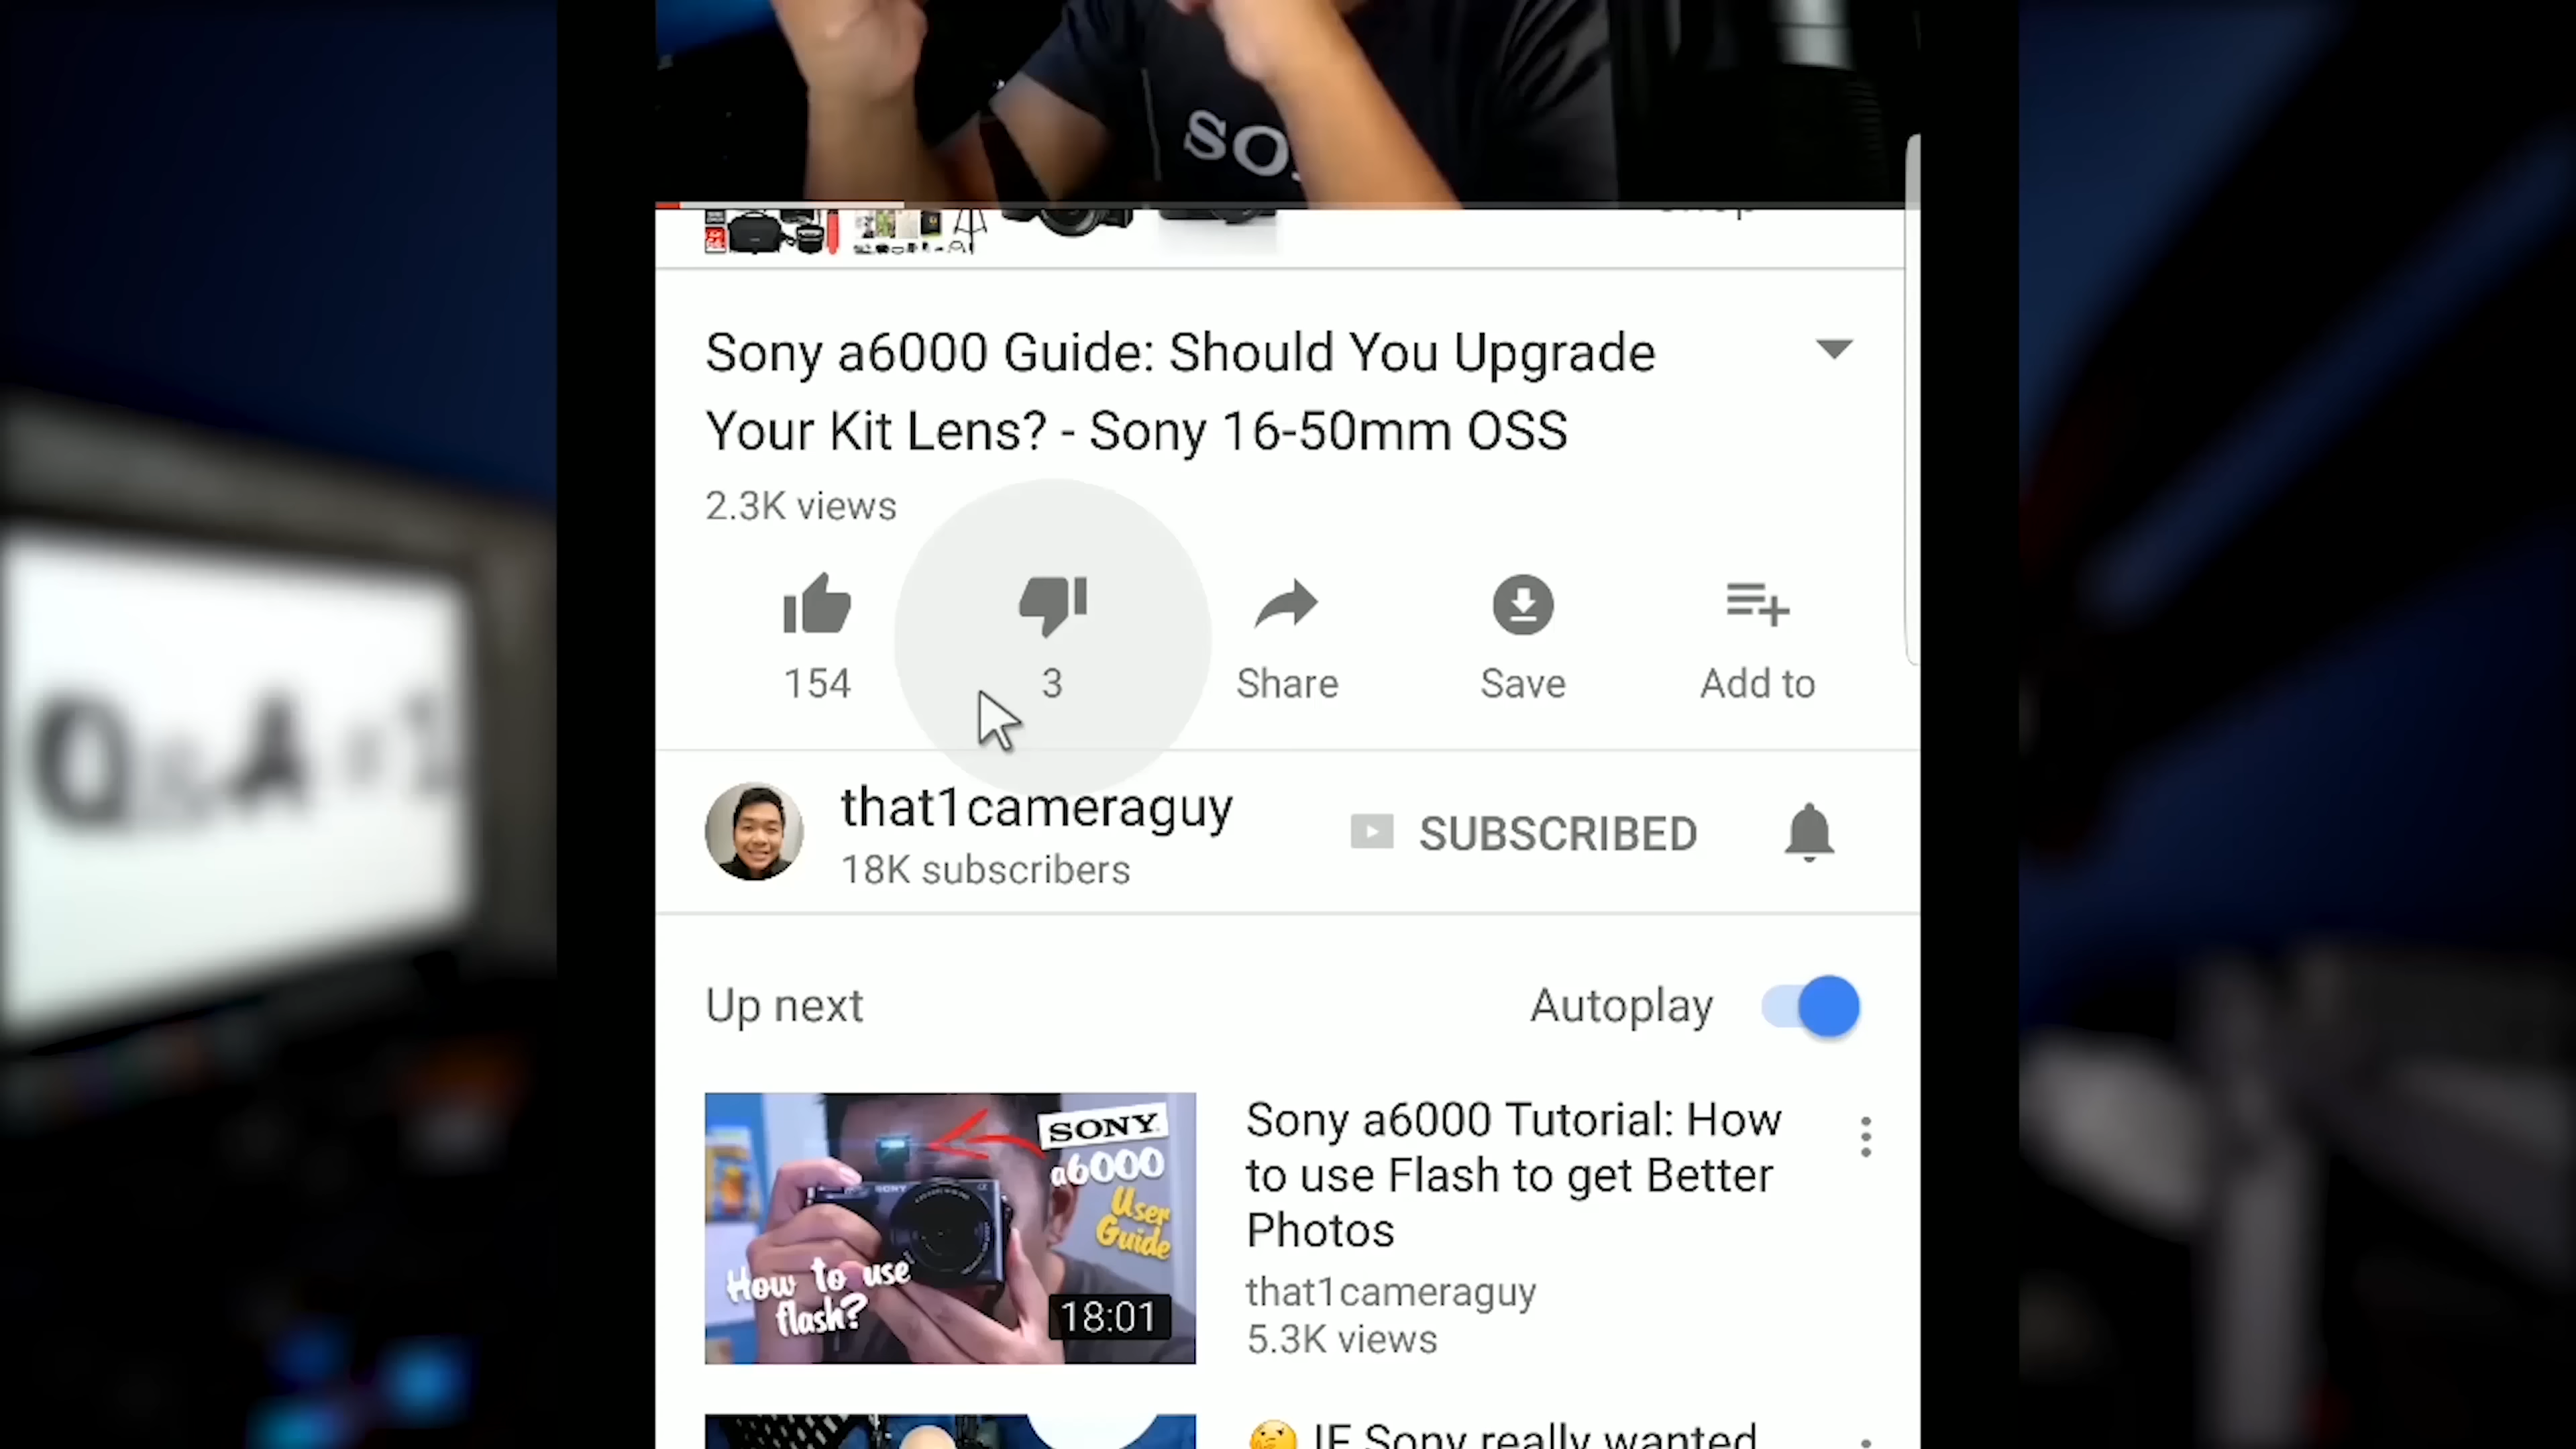 Sony a6000 Guide: Should You Upgrade
Your Kit Lens? - Sony 16-50mm OSS
2.3K views
154
3
Share
Save
Add to
that1cameraguy
18K subscribers
SUBSCRIBED
Up next
Autoplay
SONY
a6000
User
Guide
SONY
How to use
flash?
18:01
Sony a6000 Tutorial: How
to use Flash to get Better
Photos
that1cameraguy
5.3K views
🤔 IF Sony really wanted
Q&A #1